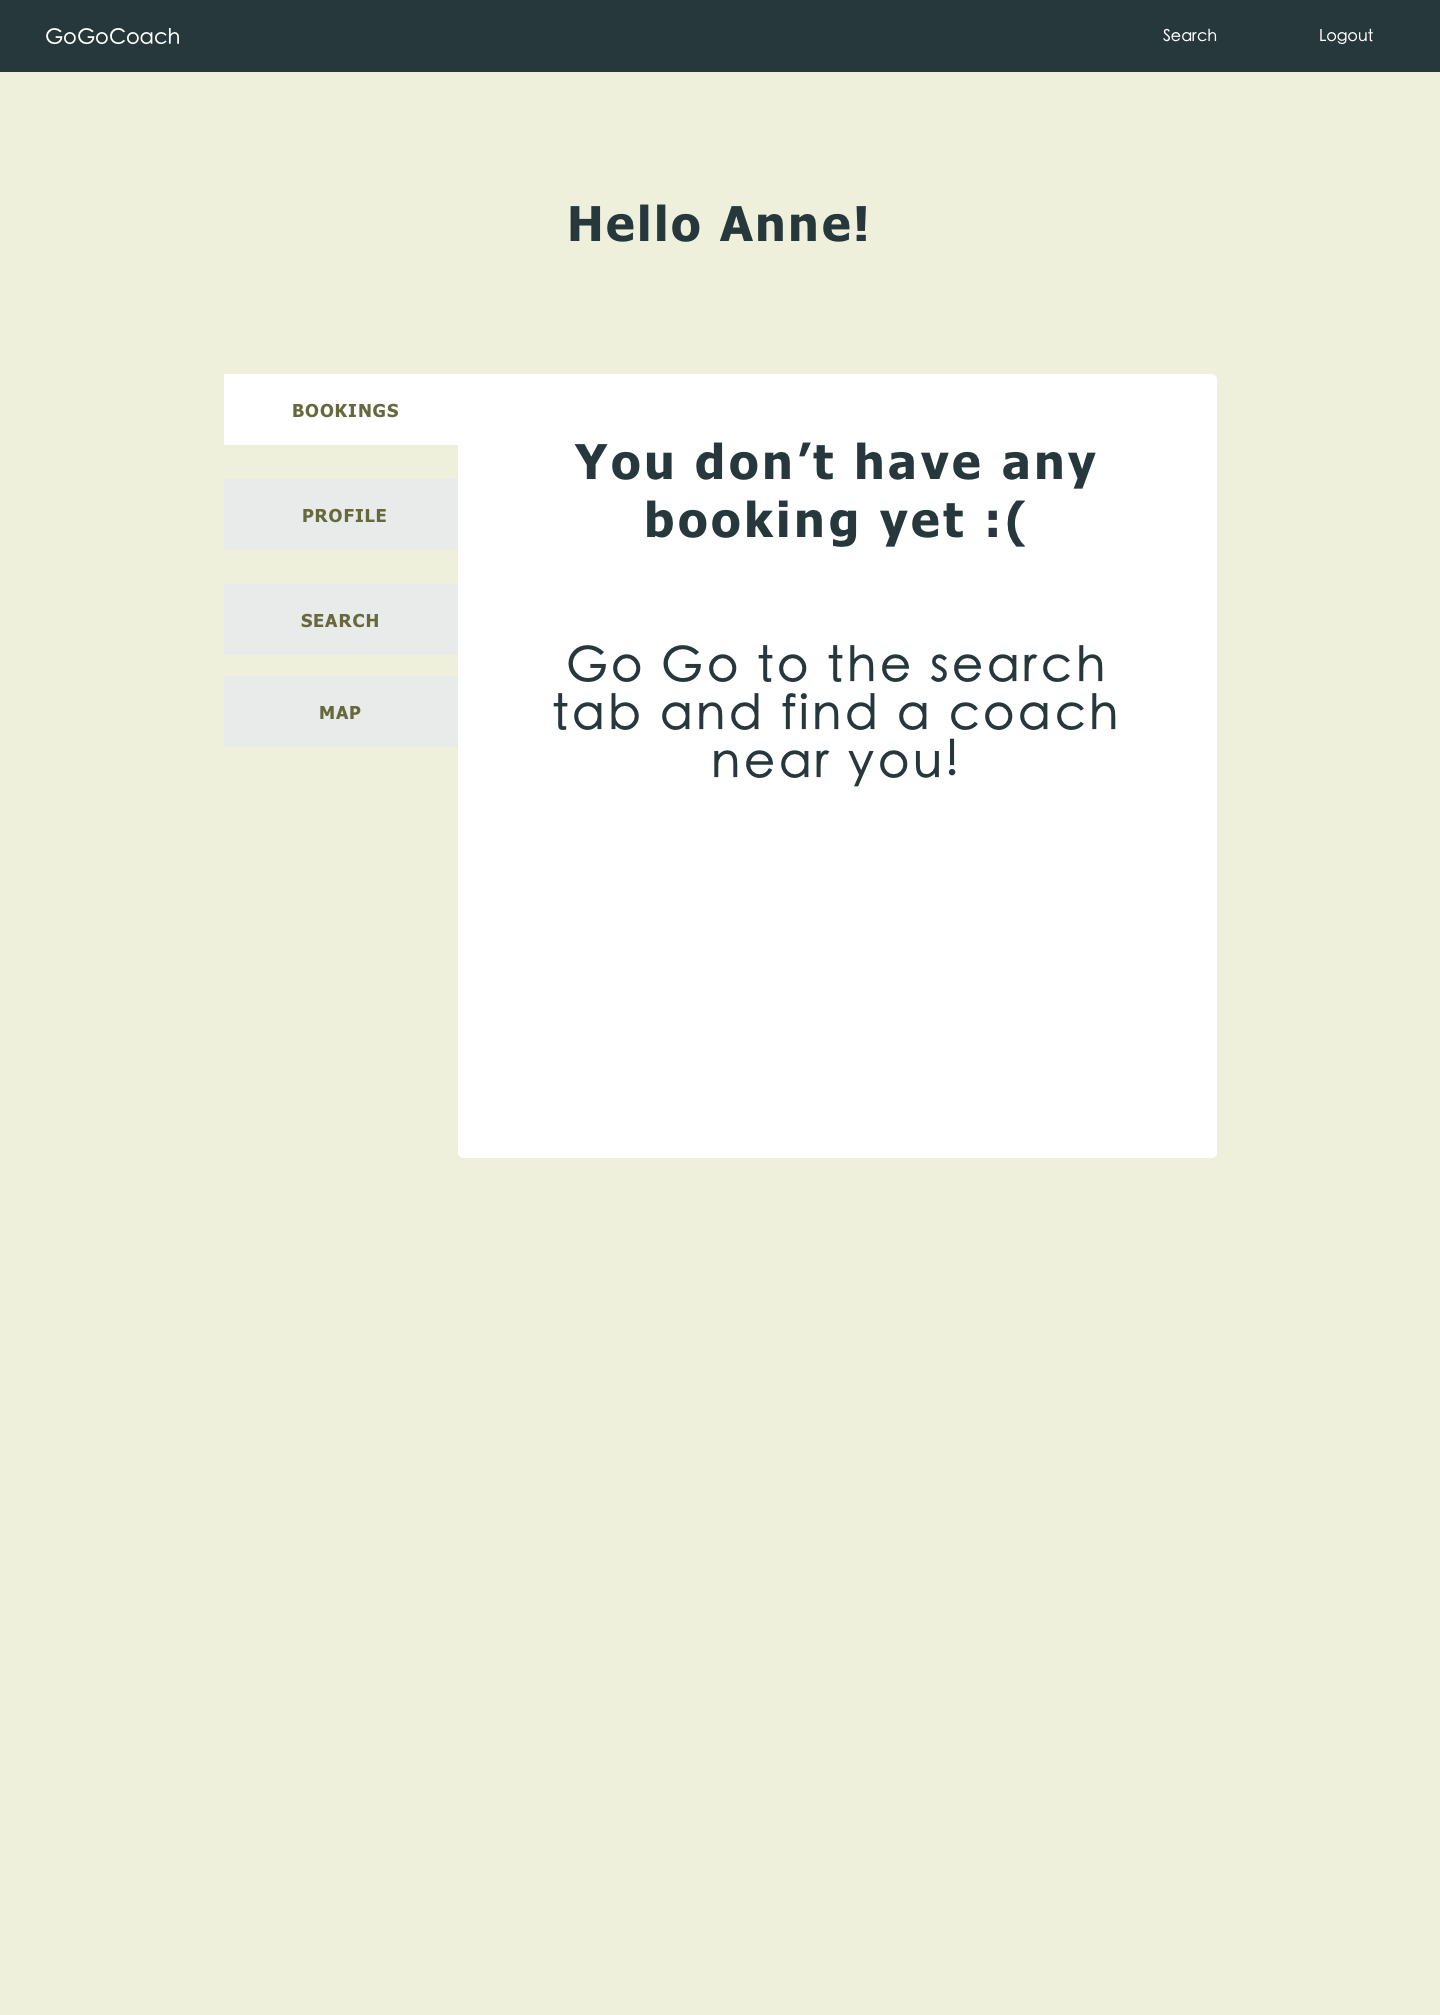 GoGoCoach
Search
Logout
Hello Anne!
BOOKINGS
PROFILE
SEARCH
MAP
You don’t have any
booking yet :(
Go Go to the search
tab and find a coach
near you!